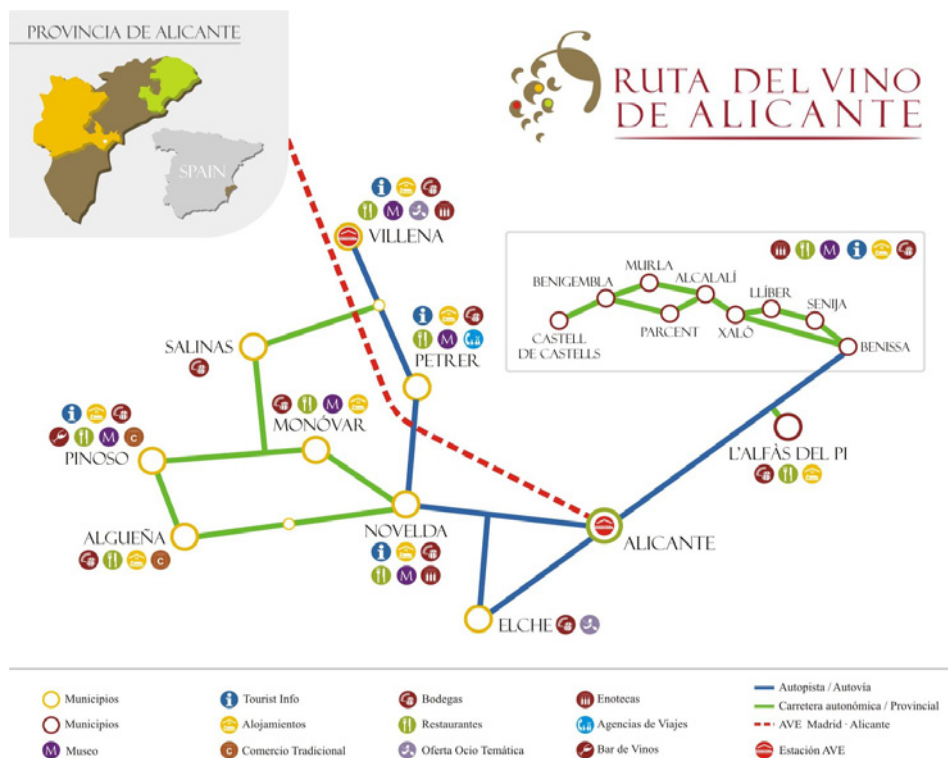 PROVINCIA DE ALICANTE
SPAIN
RUTA DEL VINO
DE ALICANTE
VILLENA
M
PETRER
M
SALINAS
MONÓVAR
M
PINOSO
M C
ALGUEÑA
C
NOVELDA
M
ELCHE
ALICANTE
L'ALFÀS DEL PI
M
MURLA
ALCALALÍ
BENIGEMBLA
LLÍBER
SENIJA
CASTELL
DE CASTELLS
PARCENT
XALÓ
BENISSA
Municipios
Municipios
M Museo
i Tourist Info
Alojamientos
C Comercio Tradicional
Bodegas
Restaurantes
Oferta Ocio Temática
Enotecas
Agencias de Viajes
Bar de Vinos
Autopista / Autovía
Carretera autonómica / Provincial
AVE Madrid - Alicante
Estación AVE